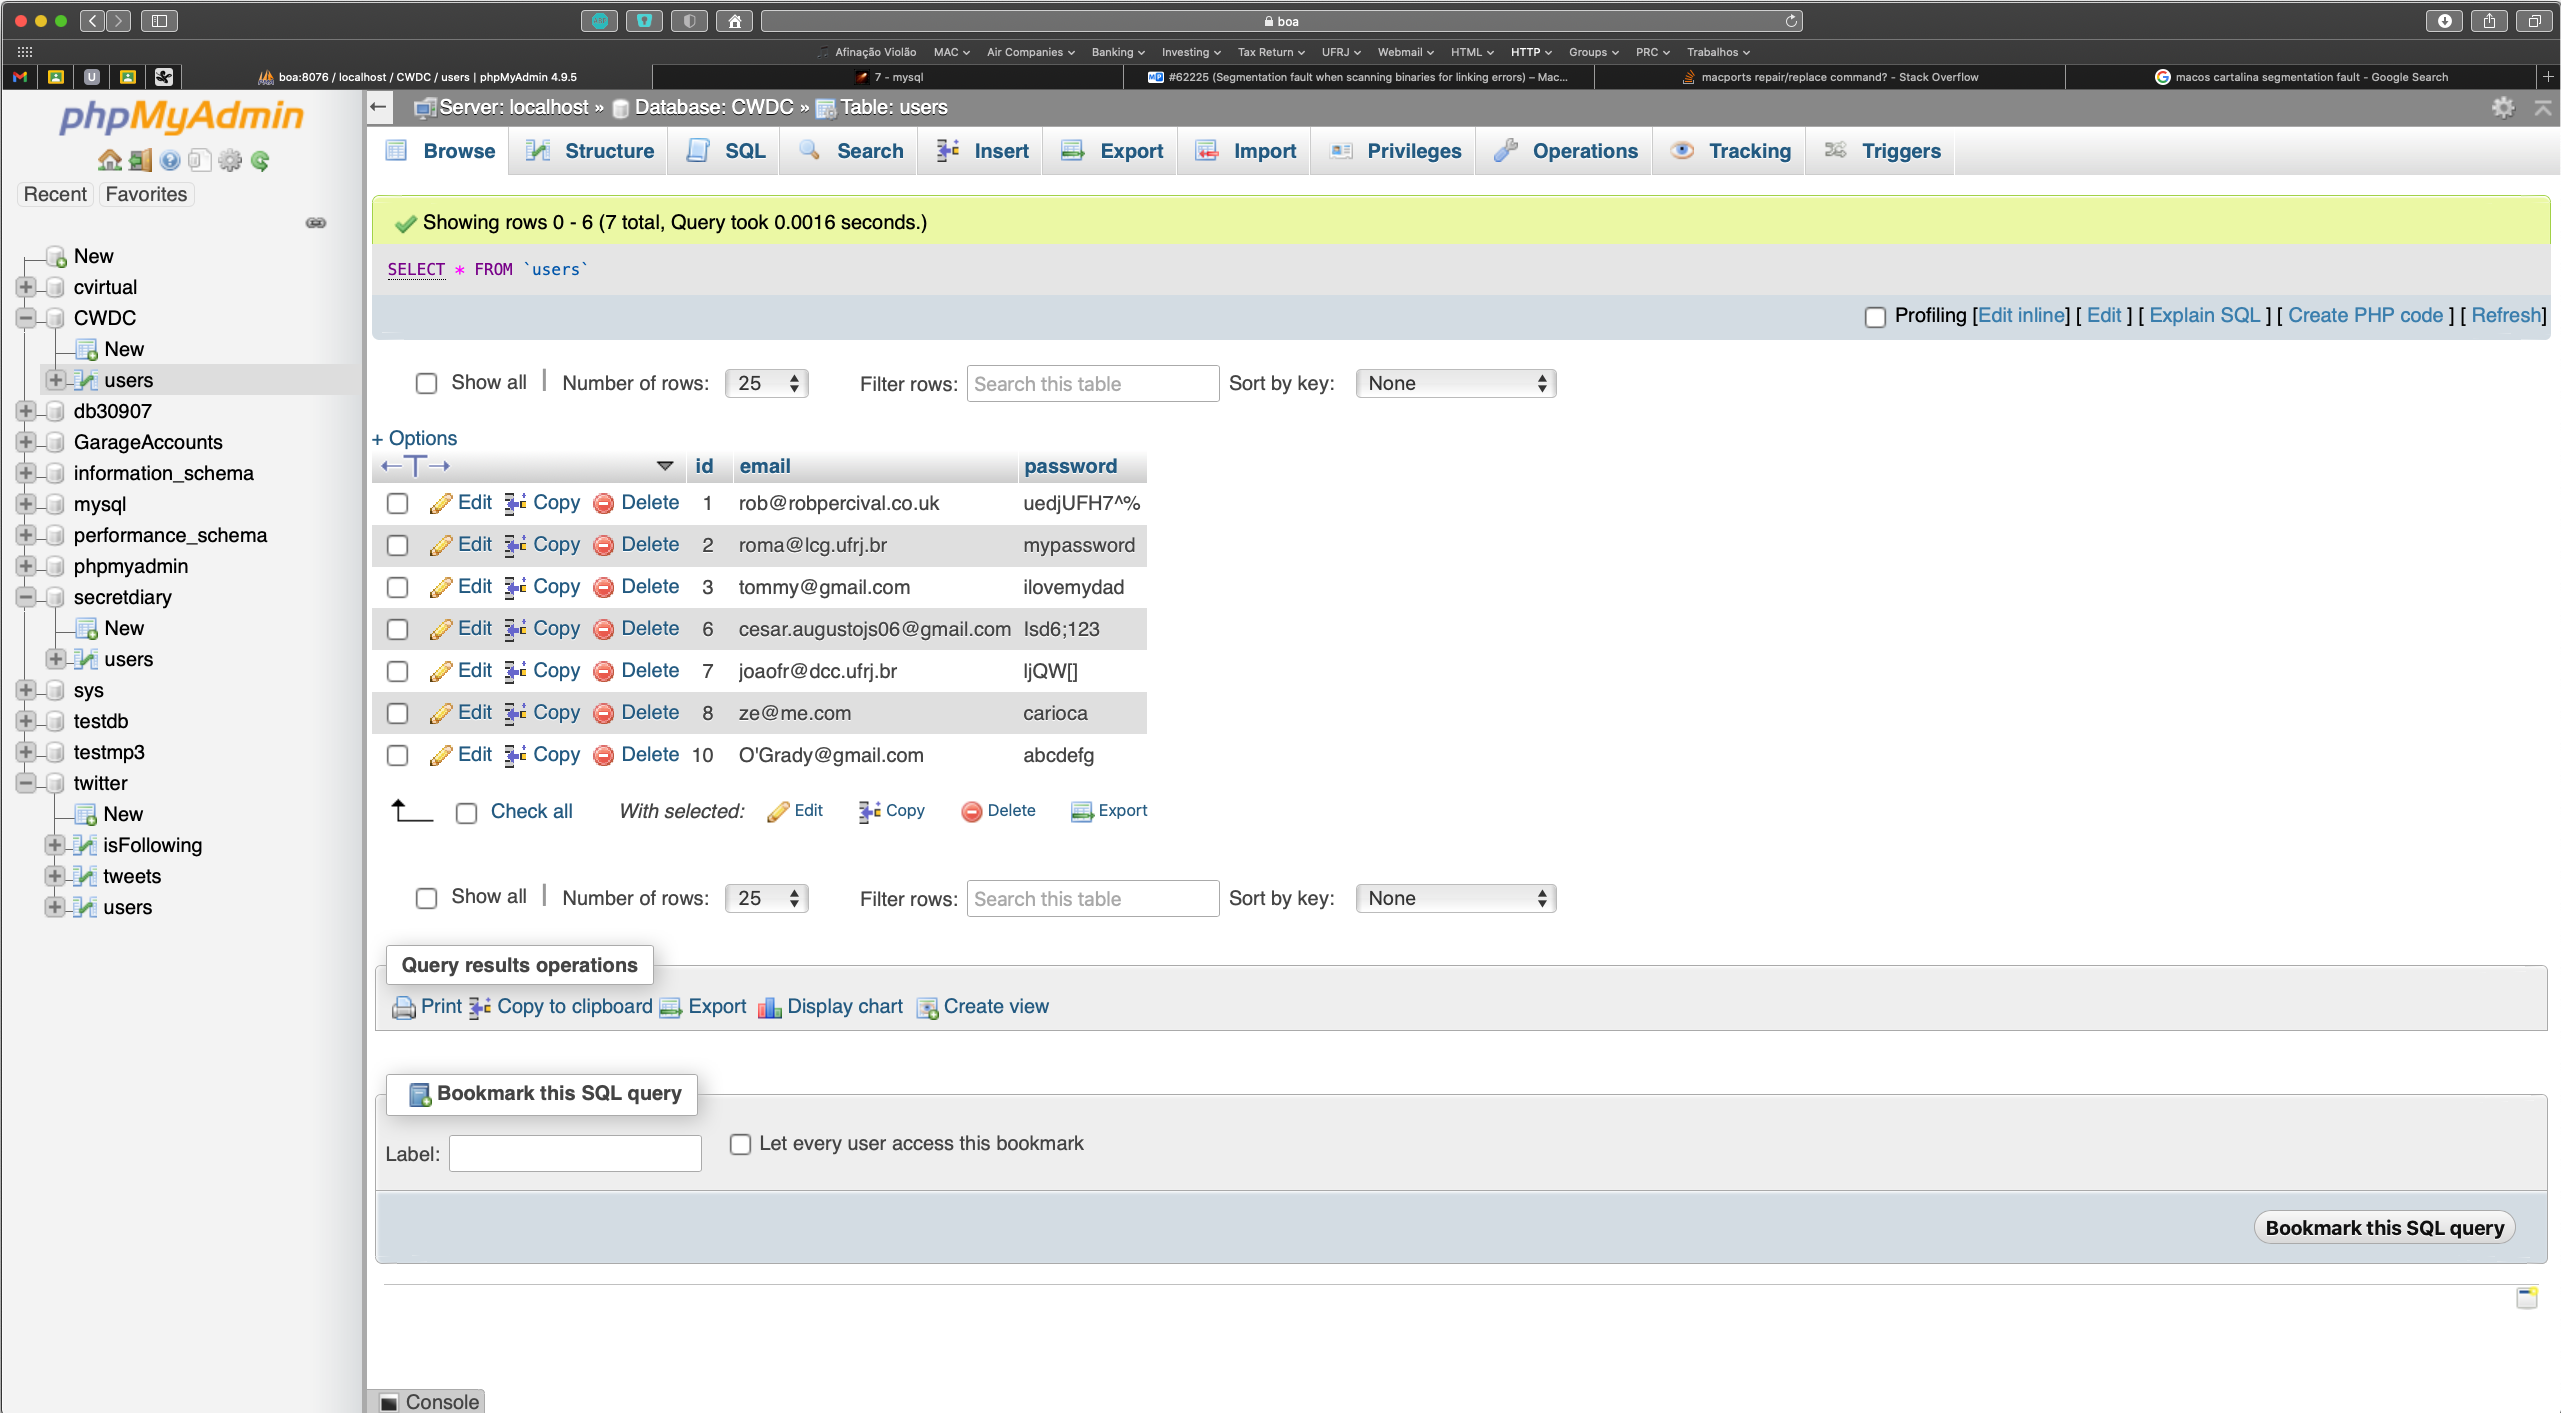 boa
Afinação Violão MAC Air Companies Banking Investing Tax Return UFRJ Webmail HTML HTTP Groups PRC Trabalhos
boa:8076 / localhost / CWDC / users | phpMyAdmin 4.9.5
7 - mysql
#62225 (Segmentation fault when scanning binaries for linking errors) – Mac...
macports repair/replace command? - Stack Overflow
macos cartalina segmentation fault - Google Search
phpMyAdmin
Recent Favorites
New
cvirtual
CWDC
New
users
db30907
GarageAccounts
information_schema
mysql
performance_schema
phpmyadmin
secretdiary
New
users
sys
testdb
testmp3
twitter
New
isFollowing
tweets
users
Server: localhost » Database: CWDC » Table: users
Browse Structure SQL Search Insert Export Import Privileges Operations Tracking Triggers
Showing rows 0 - 6 (7 total, Query took 0.0016 seconds.)
SELECT * FROM `users`
Profiling [Edit inline] [ Edit ] [ Explain SQL ] [ Create PHP code ] [ Refresh]
Show all | Number of rows: 25 Filter rows: Search this table Sort by key: None
+ Options
←T→ id email password
Edit Copy Delete 1 rob@robpercival.co.uk uedjUFH7^%
Edit Copy Delete 2 roma@lcg.ufrj.br mypassword
Edit Copy Delete 3 tommy@gmail.com ilovemydad
Edit Copy Delete 6 cesar.augustojs06@gmail.com lsd6;123
Edit Copy Delete 7 joaofr@dcc.ufrj.br ljQW[]
Edit Copy Delete 8 ze@me.com carioca
Edit Copy Delete 10 O'Grady@gmail.com abcdefg
Check all With selected: Edit Copy Delete Export
Show all | Number of rows: 25 Filter rows: Search this table Sort by key: None
Query results operations
Print Copy to clipboard Export Display chart Create view
Bookmark this SQL query
Label: Let every user access this bookmark
Bookmark this SQL query
Console